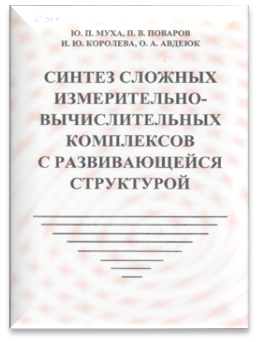 Ю. П. МУХА, П. В. ПОВАРОВ
И. Ю. КОРОЛЕВА, О. А. АВДЕЮК
СИНТЕЗ СЛОЖНЫХ
ИЗМЕРИТЕЛЬНО-
ВЫЧИСЛИТЕЛЬНЫХ
КОМПЛЕКСОВ
С РАЗВИВАЮЩЕЙСЯ
СТРУКТУРОЙ